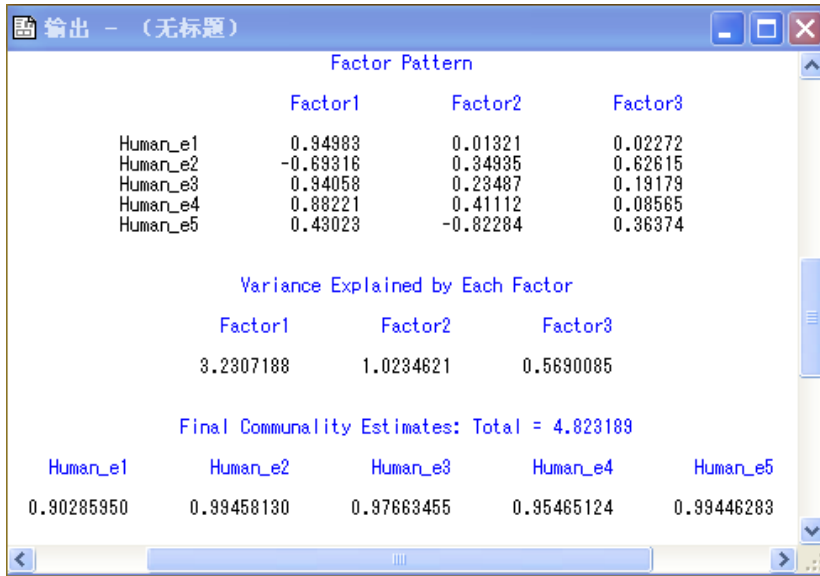 输出 - （无标题）
Factor Pattern
Factor1 Factor2 Factor3
Human_e1 0.94983 0.01321 0.02272
Human_e2 -0.69316 0.34935 0.62615
Human_e3 0.94058 0.23487 0.19179
Human_e4 0.88221 0.41112 0.08565
Human_e5 0.43023 -0.82284 0.36374
Variance Explained by Each Factor
Factor1 Factor2 Factor3
3.2307188 1.0234621 0.5690085
Final Communality Estimates: Total = 4.823189
Human_e1 Human_e2 Human_e3 Human_e4 Human_e5
0.90285950 0.99458130 0.97663455 0.95465124 0.99446283